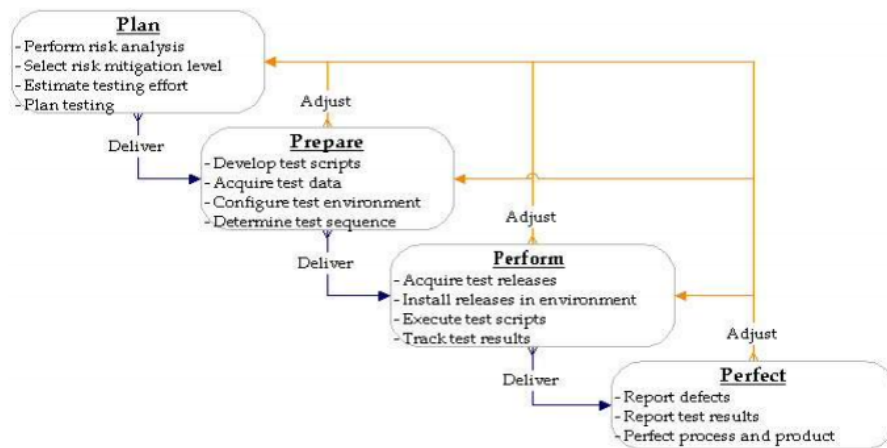 Plan
- Perform risk analysis
- Select risk mitigation level
- Estimate testing effort
- Plan testing
Adjust
Deliver
Prepare
- Develop test scripts
- Acquire test data
- Configure test environment
- Determine test sequence
Adjust
Deliver
Perform
- Acquire test releases
- Install releases in environment
- Execute test scripts
- Track test results
Adjust
Deliver
Perfect
- Report defects
- Report test results
- Perfect process and product